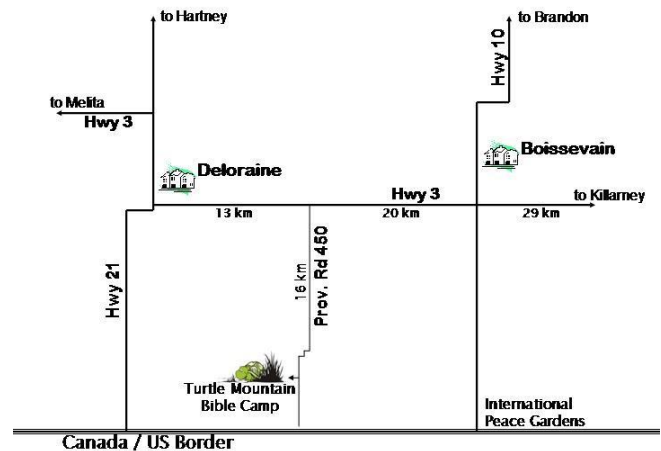 to Hartney
to Brandon
Hwy 10
to Melita
Hwy 3
Deloraine
Boissevain
Hwy 3
to Killarney
13 km
20 km
29 km
Hwy 21
16 km
Prov. Rd 450
Turtle Mountain
Bible Camp
International
Peace Gardens
Canada / US Border